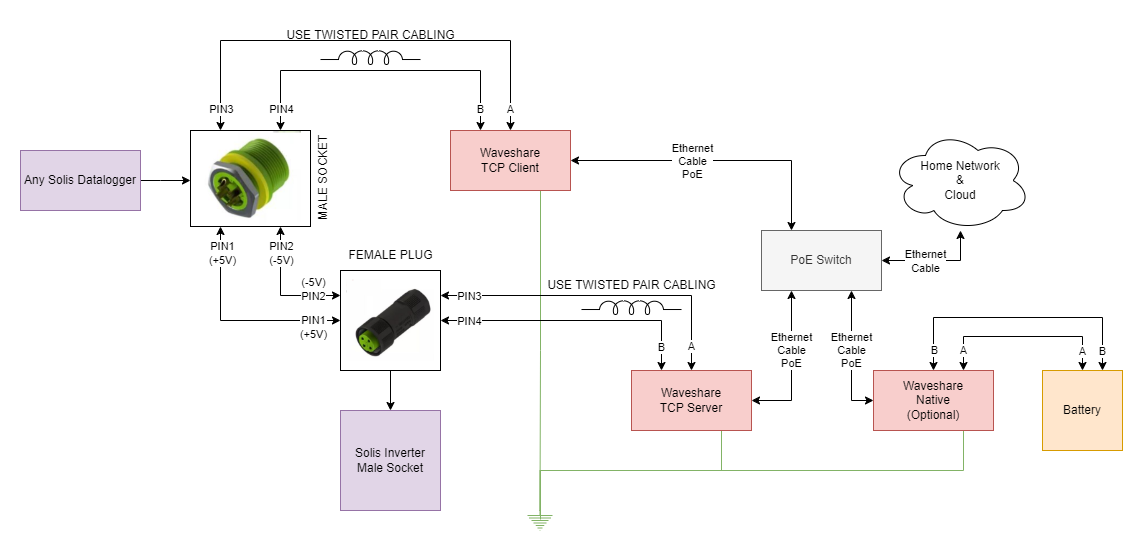 USE TWISTED PAIR CABLING
PIN3
PIN4
B
A
Any Solis Datalogger
MALE SOCKET
Waveshare
TCP Client
Ethernet
Cable
PoE
Home Network
&
Cloud
PIN1
(+5V)
PIN2
(-5V)
FEMALE PLUG
PoE Switch
Ethernet
Cable
(-5V)
PIN2
PIN1
(+5V)
PIN3
PIN4
USE TWISTED PAIR CABLING
B
A
Ethernet
Cable
PoE
Ethernet
Cable
PoE
B
A
A
B
Waveshare
TCP Server
Waveshare
Native
(Optional)
Battery
Solis Inverter
Male Socket